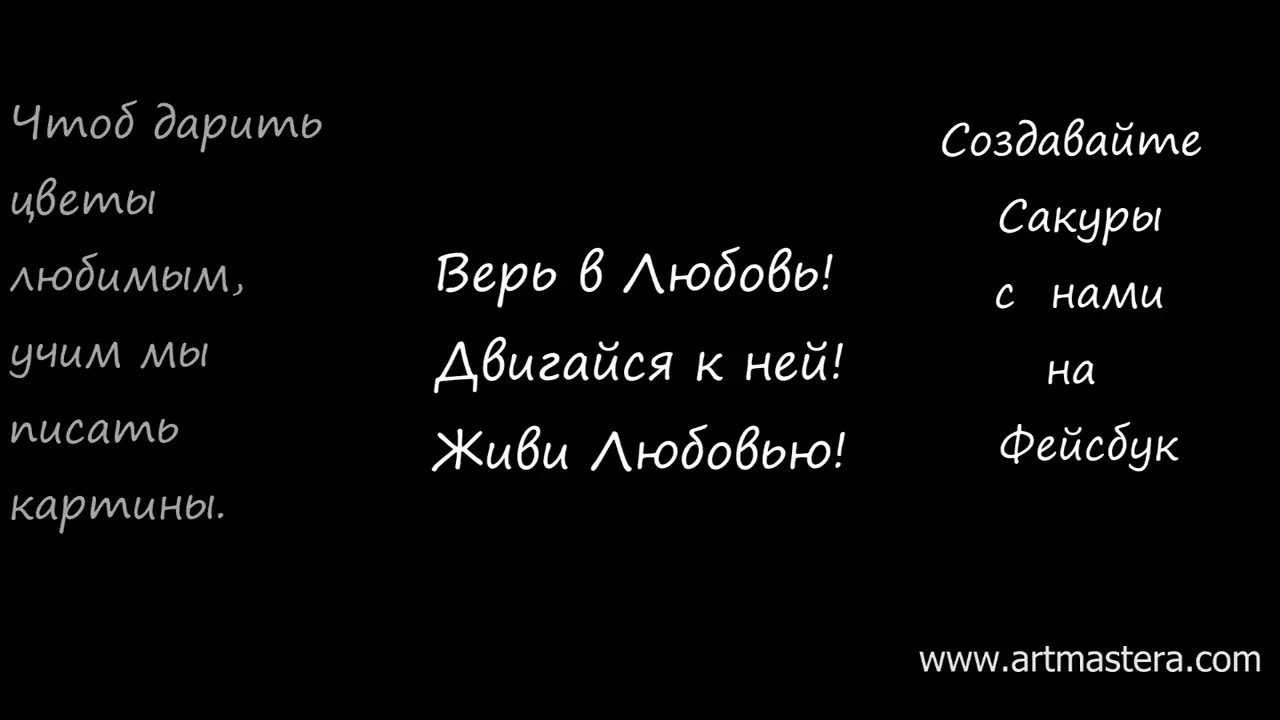 Чтоб дарить
цветы
любимым,
учим мы
писать
картины.
Верь в Любовь!
Двигайся к ней!
Живи Любовью!
Создавайте
Сакуры
с нами
на
Фейсбук
www.artmastera.com